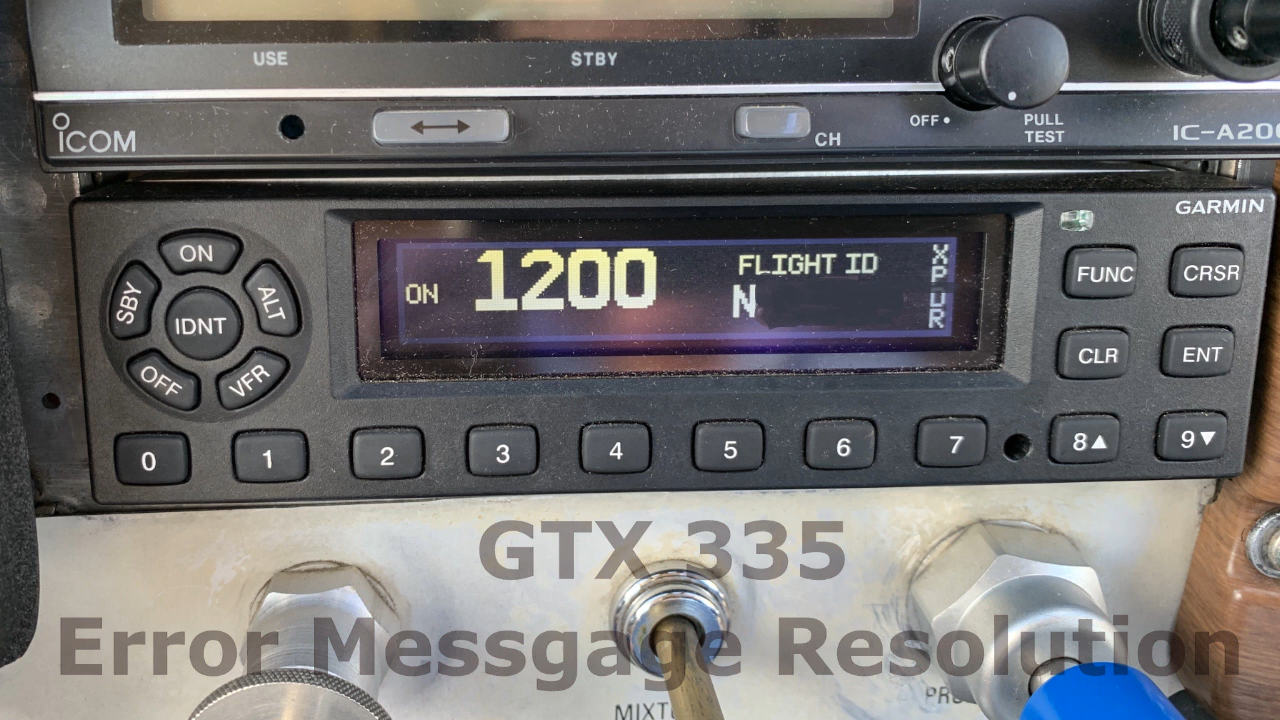 USE
STBY
OFF •
PULL
TEST
iCOM
CH
IC-A200
GARMIN
ON
SBY
ALT
IDNT
OFF
VFR
ON
1200
FLIGHT ID
N
XP UR
FUNC
CRSR
CLR
ENT
0
1
2
3
4
5
6
7
8▲
9▼
GTX 335
Error Messgage Resolution